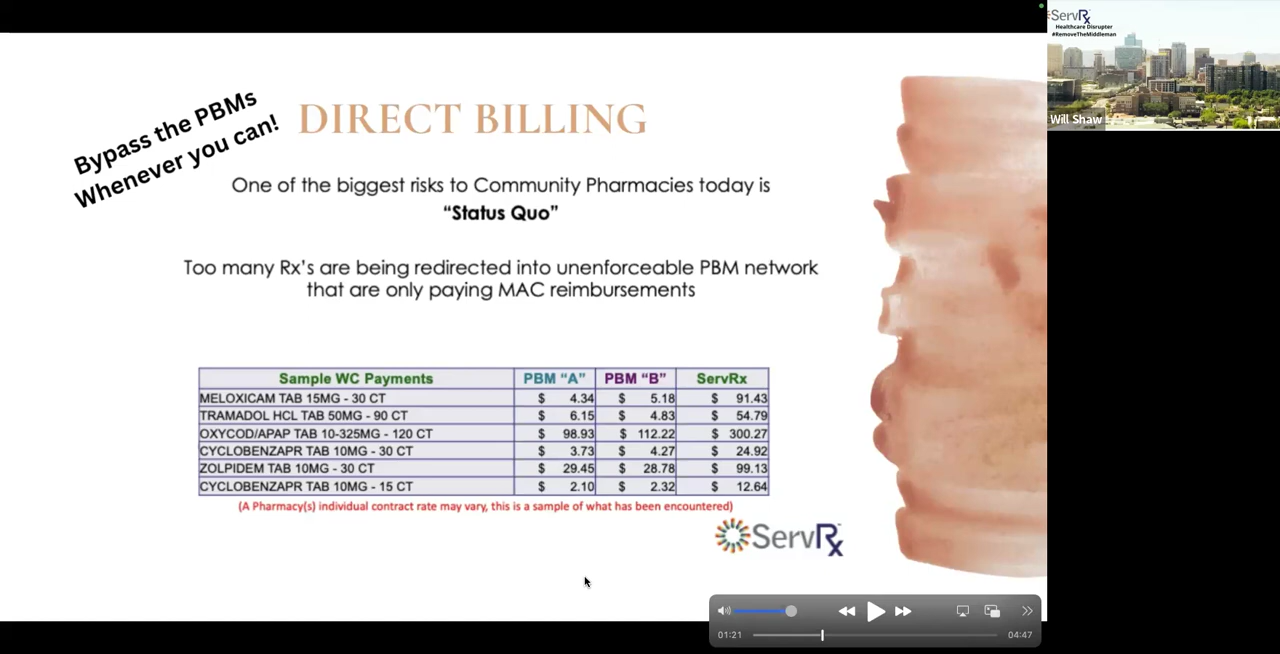 Bypass the PBMs
Whenever you can!
DIRECT BILLING
One of the biggest risks to Community Pharmacies today is
“Status Quo”
Too many Rx’s are being redirected into unenforceable PBM network
that are only paying MAC reimbursements
Sample WC Payments PBM “A” PBM “B” ServRx
MELOXICAM TAB 15MG - 30 CT $ 4.34 $ 5.18 $ 91.43
TRAMADOL HCL TAB 50MG - 90 CT $ 6.15 $ 4.83 $ 54.79
OXYCOD/APAP TAB 10-325MG - 120 CT $ 98.93 $ 112.22 $ 300.27
CYCLOBENZAPR TAB 10MG - 30 CT $ 3.73 $ 4.27 $ 24.92
ZOLPIDEM TAB 10MG - 30 CT $ 29.45 $ 28.78 $ 99.13
CYCLOBENZAPR TAB 10MG - 15 CT $ 2.10 $ 2.32 $ 12.64
(A Pharmacy(s) individual contract rate may vary, this is a sample of what has been encountered)
ServRx
ServRx
Healthcare Disrupter
#RemoveTheMiddleman
Will Shaw
01:21 04:47